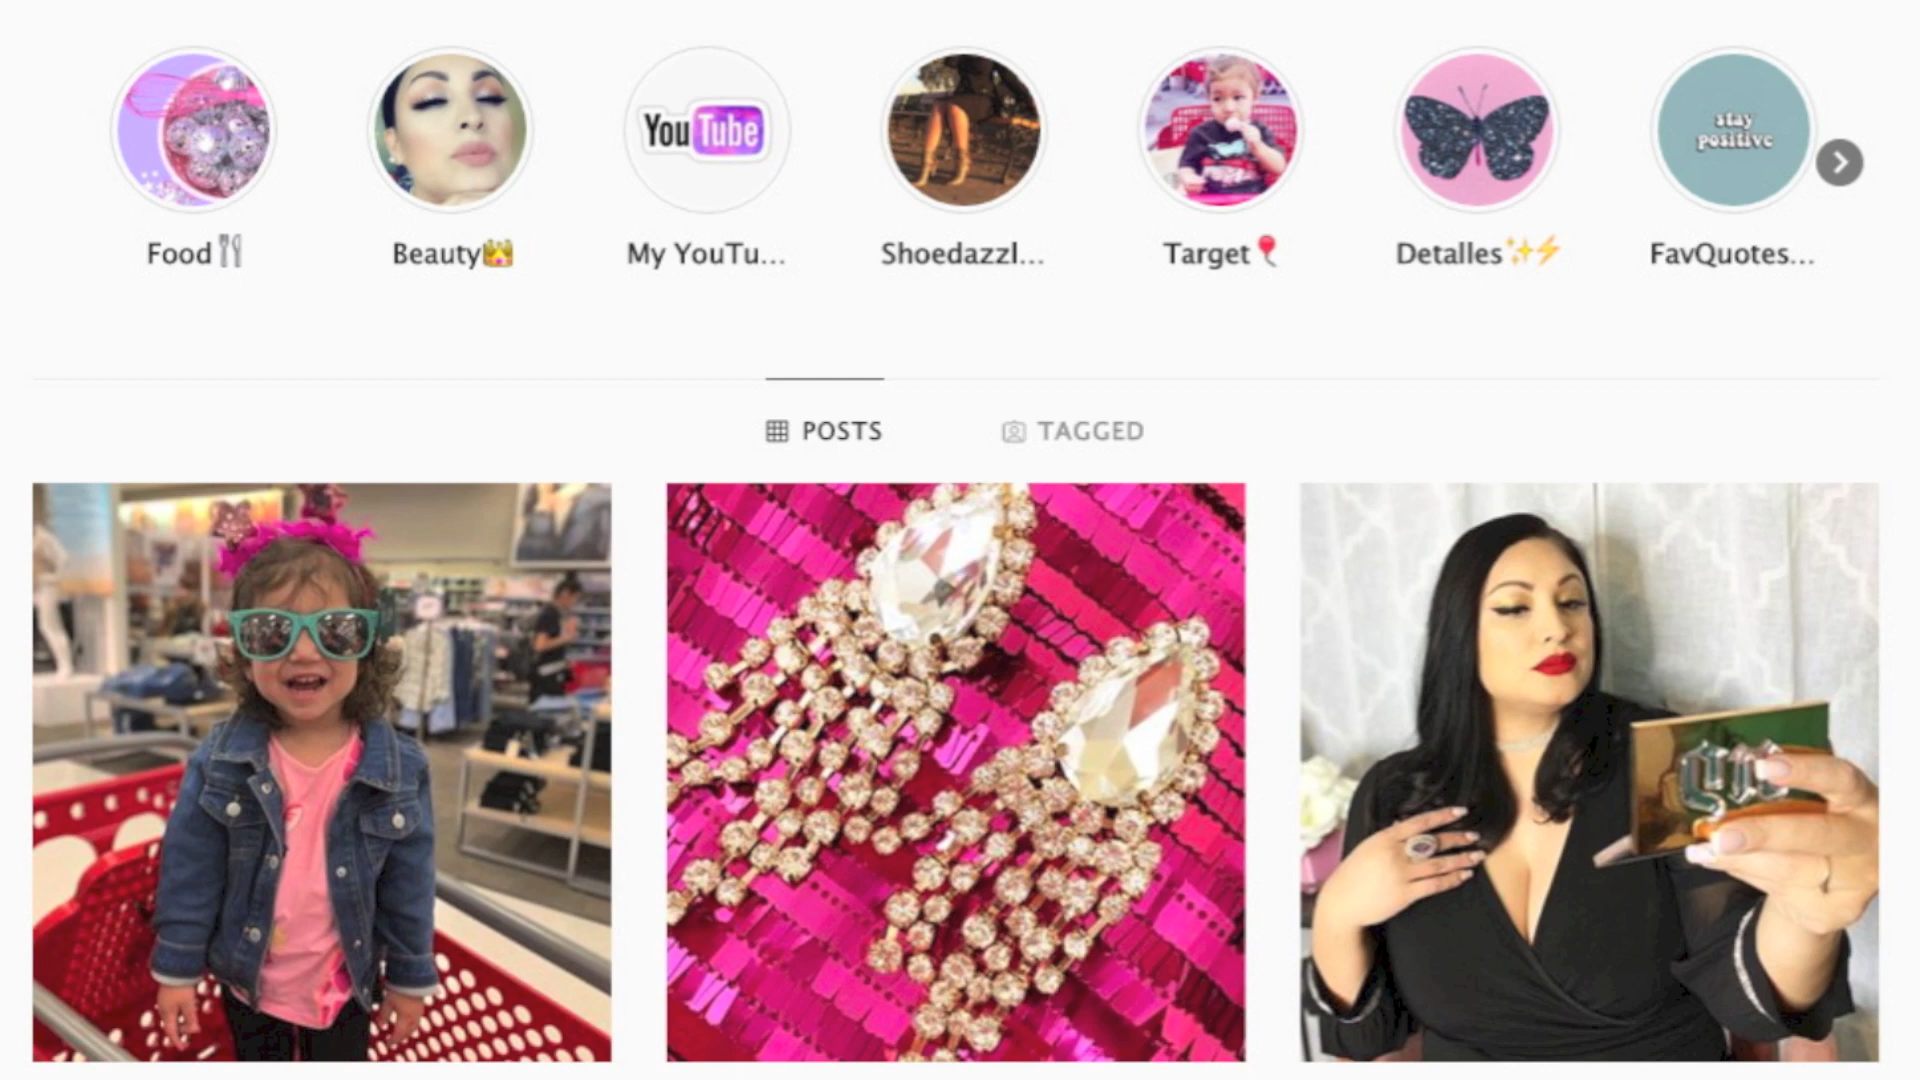 You Tube
stay
positive
Food🍴
Beauty👑
My YouTu...
Shoedazzl...
Target🎈
Detalles✨⚡
FavQuotes...
POSTS
TAGGED